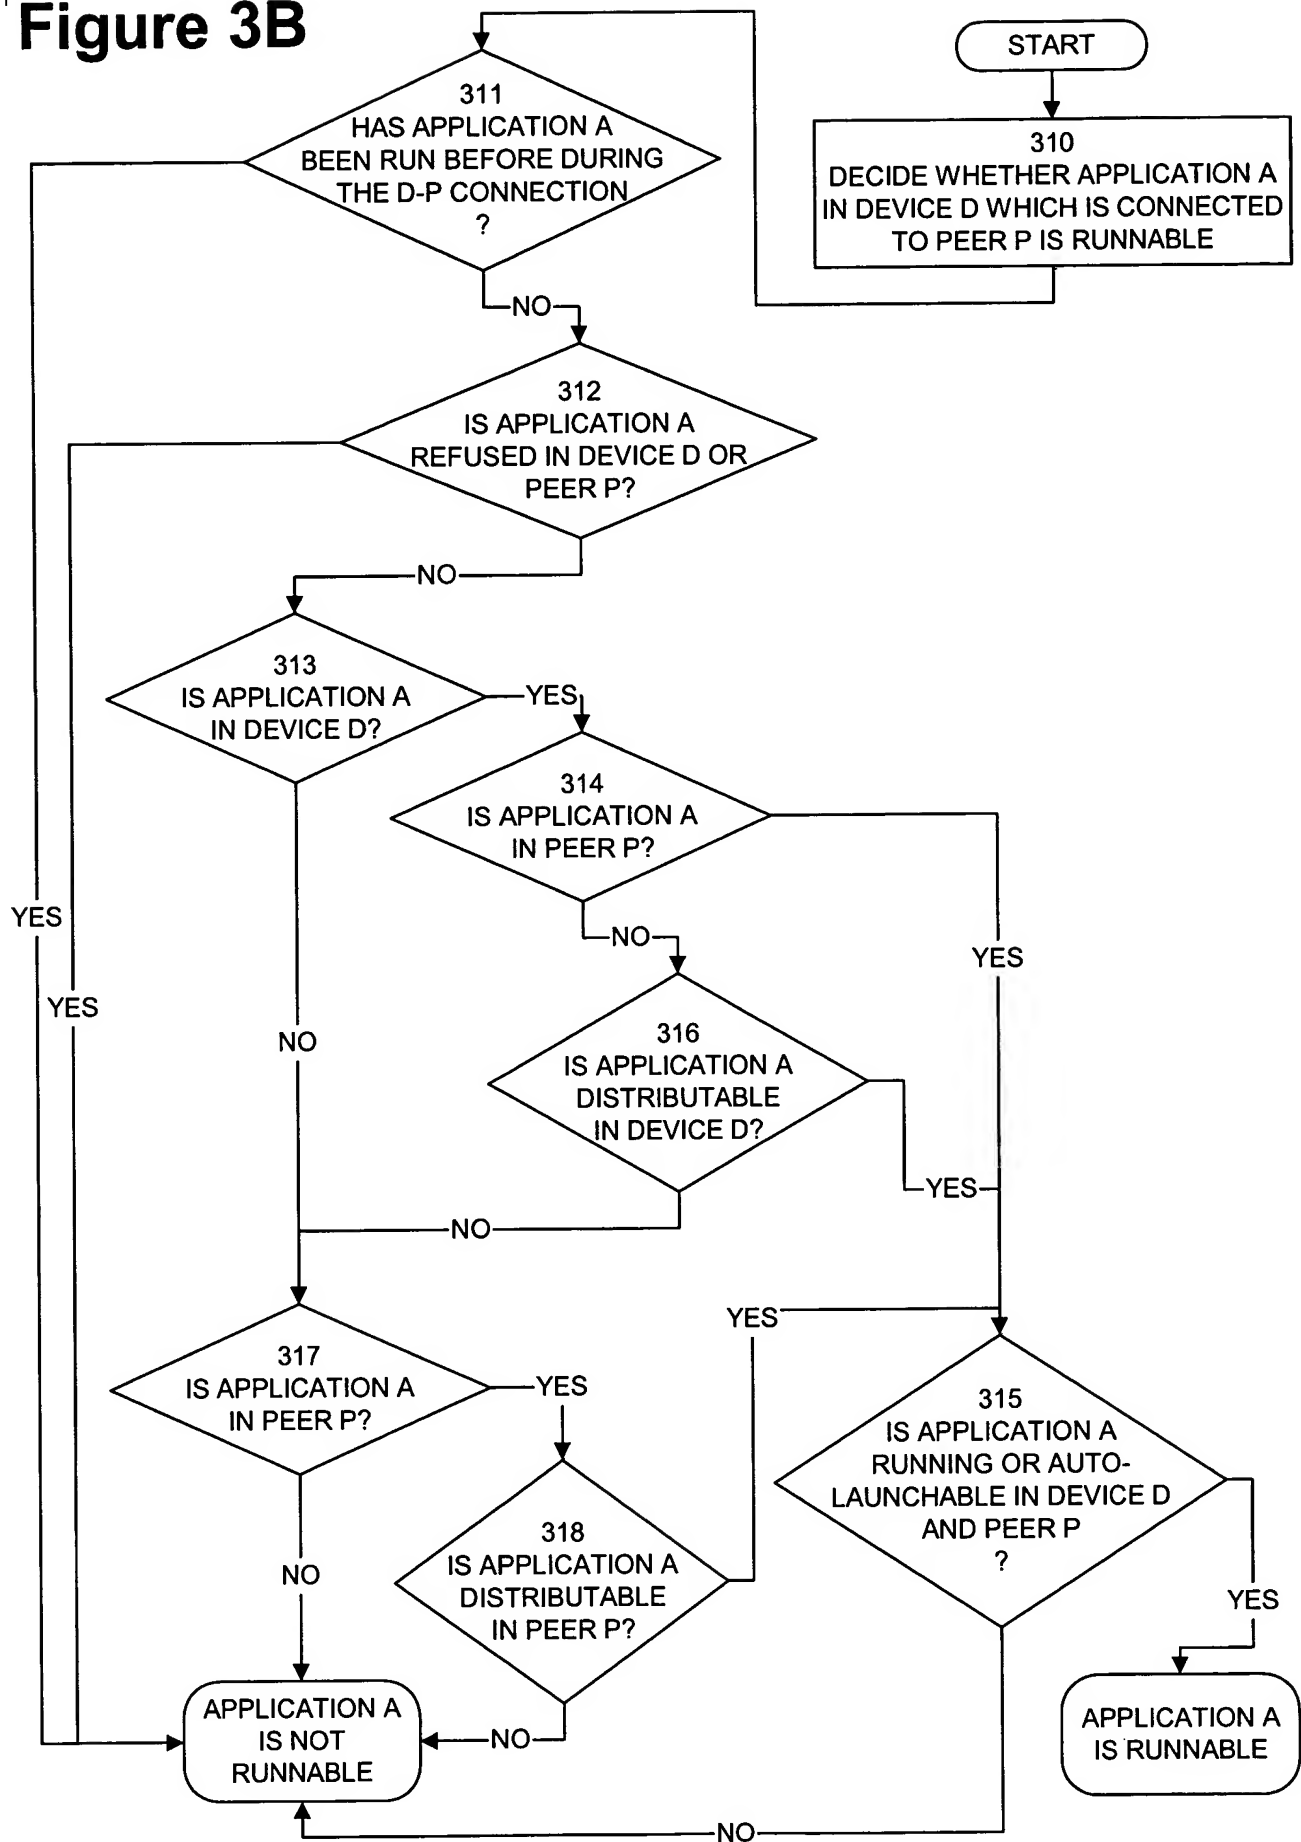 Figure 3B
START
310
DECIDE WHETHER APPLICATION A
IN DEVICE D WHICH IS CONNECTED
TO PEER P IS RUNNABLE
311
HAS APPLICATION A
BEEN RUN BEFORE DURING
THE D-P CONNECTION
?
NO
312
IS APPLICATION A
REFUSED IN DEVICE D OR
PEER P?
NO
313
IS APPLICATION A
IN DEVICE D?
YES
314
IS APPLICATION A
IN PEER P?
YES
NO
YES
YES
NO
316
IS APPLICATION A
DISTRIBUTABLE
IN DEVICE D?
YES
NO
YES
317
IS APPLICATION A
IN PEER P?
YES
315
IS APPLICATION A
RUNNING OR AUTO-
LAUNCHABLE IN DEVICE D
AND PEER P
?
318
IS APPLICATION A
DISTRIBUTABLE
IN PEER P?
NO
YES
APPLICATION A
IS NOT
RUNNABLE
NO
APPLICATION A
IS RUNNABLE
NO